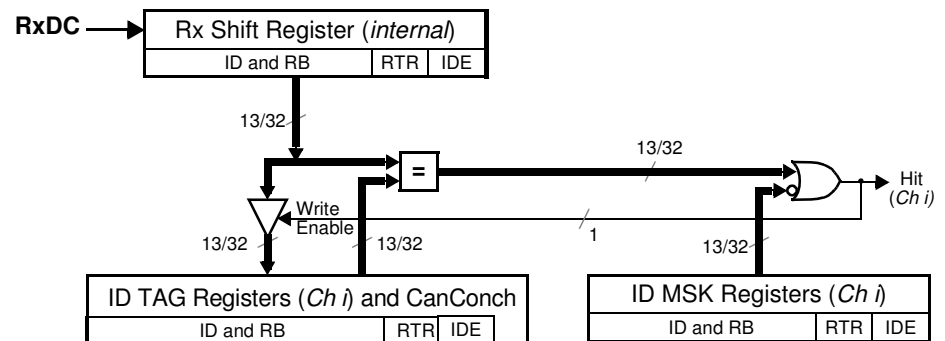 RxDC
Rx Shift Register (internal)
ID and RB RTR IDE
13/32
13/32
=
Hit
(Ch i)
Write
Enable
1
13/32
13/32
13/32
ID TAG Registers (Ch i) and CanConch
ID and RB RTR IDE
ID MSK Registers (Ch i)
ID and RB RTR IDE